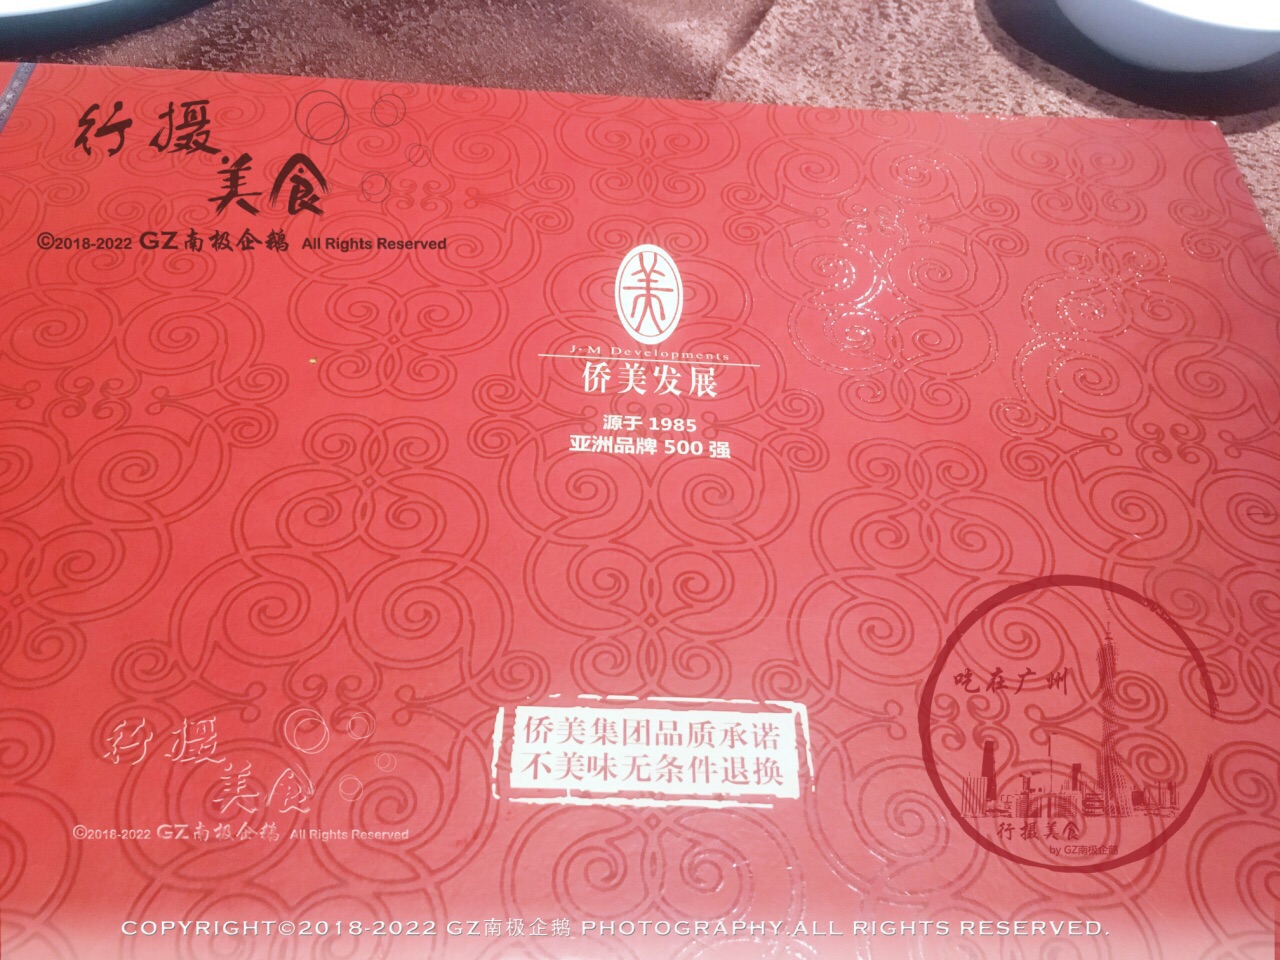 行摄
美食
©2018-2022 GZ南极企鹅 All Rights Reserved
美
J·M Developments
侨美发展
源于 1985
亚洲品牌 500 强
侨美集团品质承诺
不美味无条件退换
吃在广州
行摄美食
by GZ南极企鹅
行摄
美食
©2018-2022 GZ南极企鹅 All Rights Reserved
COPYRIGHT©2018-2022 GZ南极企鹅 PHOTOGRAPHY.ALL RIGHTS RESERVED.